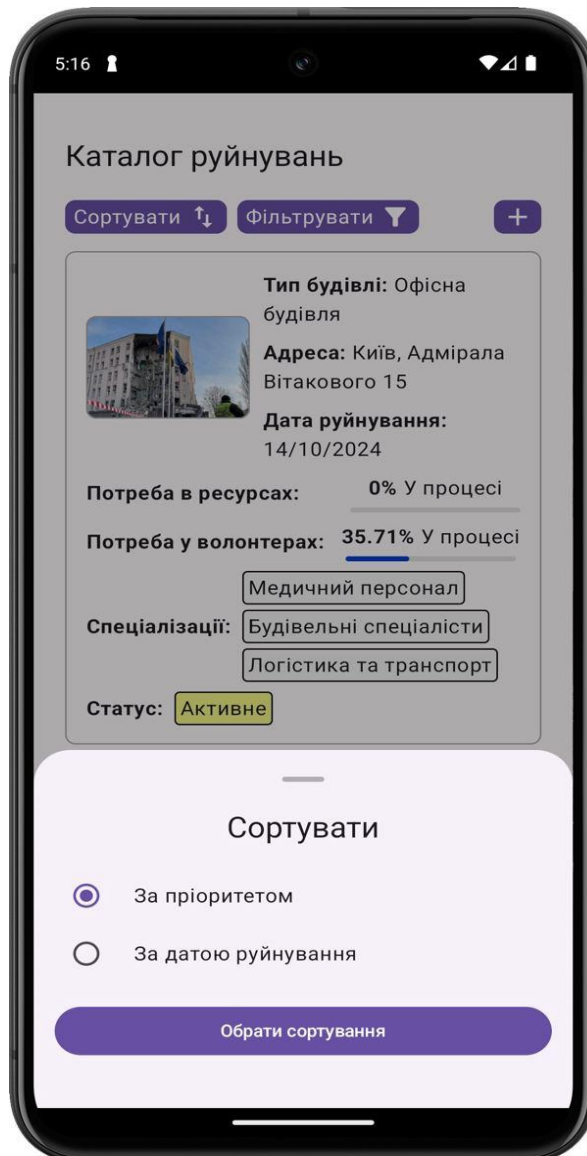 5:16
Каталог руйнувань
Сортувати Фільтрувати +
Тип будівлі: Офісна
будівля
Адреса: Київ, Адмірала
Вітакового 15
Дата руйнування:
14/10/2024
Потреба в ресурсах: 0% У процесі
Потреба у волонтерах: 35.71% У процесі
Медичний персонал
Спеціалізації: Будівельні спеціалісти
Логістика та транспорт
Статус: Активне
Сортувати
За пріоритетом
За датою руйнування
Обрати сортування